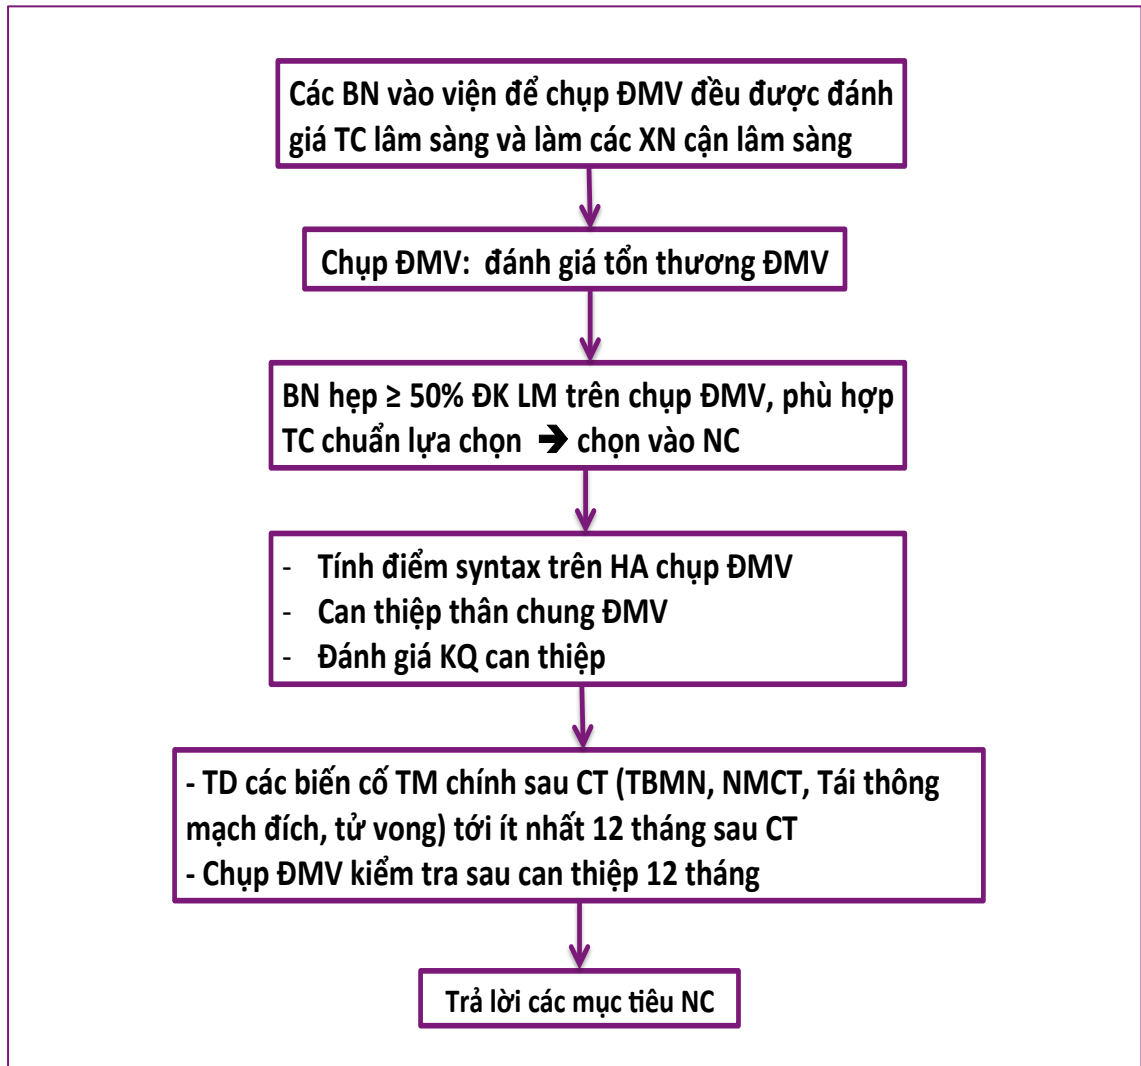 Các BN vào viện để chụp ĐMV đều được đánh
giá TC lâm sàng và làm các XN cận lâm sàng
Chụp ĐMV: đánh giá tổn thương ĐMV
BN hẹp ≥ 50% ĐK LM trên chụp ĐMV, phù hợp
TC chuẩn lựa chọn ➔ chọn vào NC
- Tính điểm syntax trên HA chụp ĐMV
- Can thiệp thân chung ĐMV
- Đánh giá KQ can thiệp
- TD các biến cố TM chính sau CT (TBMN, NMCT, Tái thông
mạch đích, tử vong) tới ít nhất 12 tháng sau CT
- Chụp ĐMV kiểm tra sau can thiệp 12 tháng
Trả lời các mục tiêu NC